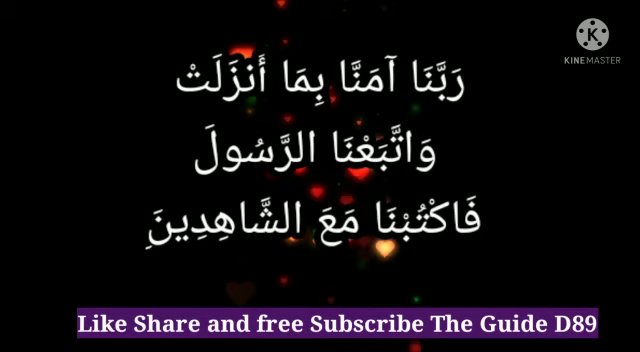 رَبَّنَا آمَنَّا بِمَا أَنزَلَتْ
وَاتَّبَعْنَا الرَّسُولَ
فَاكْتُبْنَا مَعَ الشَّاهِدِينَِ
K
KINEMASTER
Like Share and free Subscribe The Guide D89